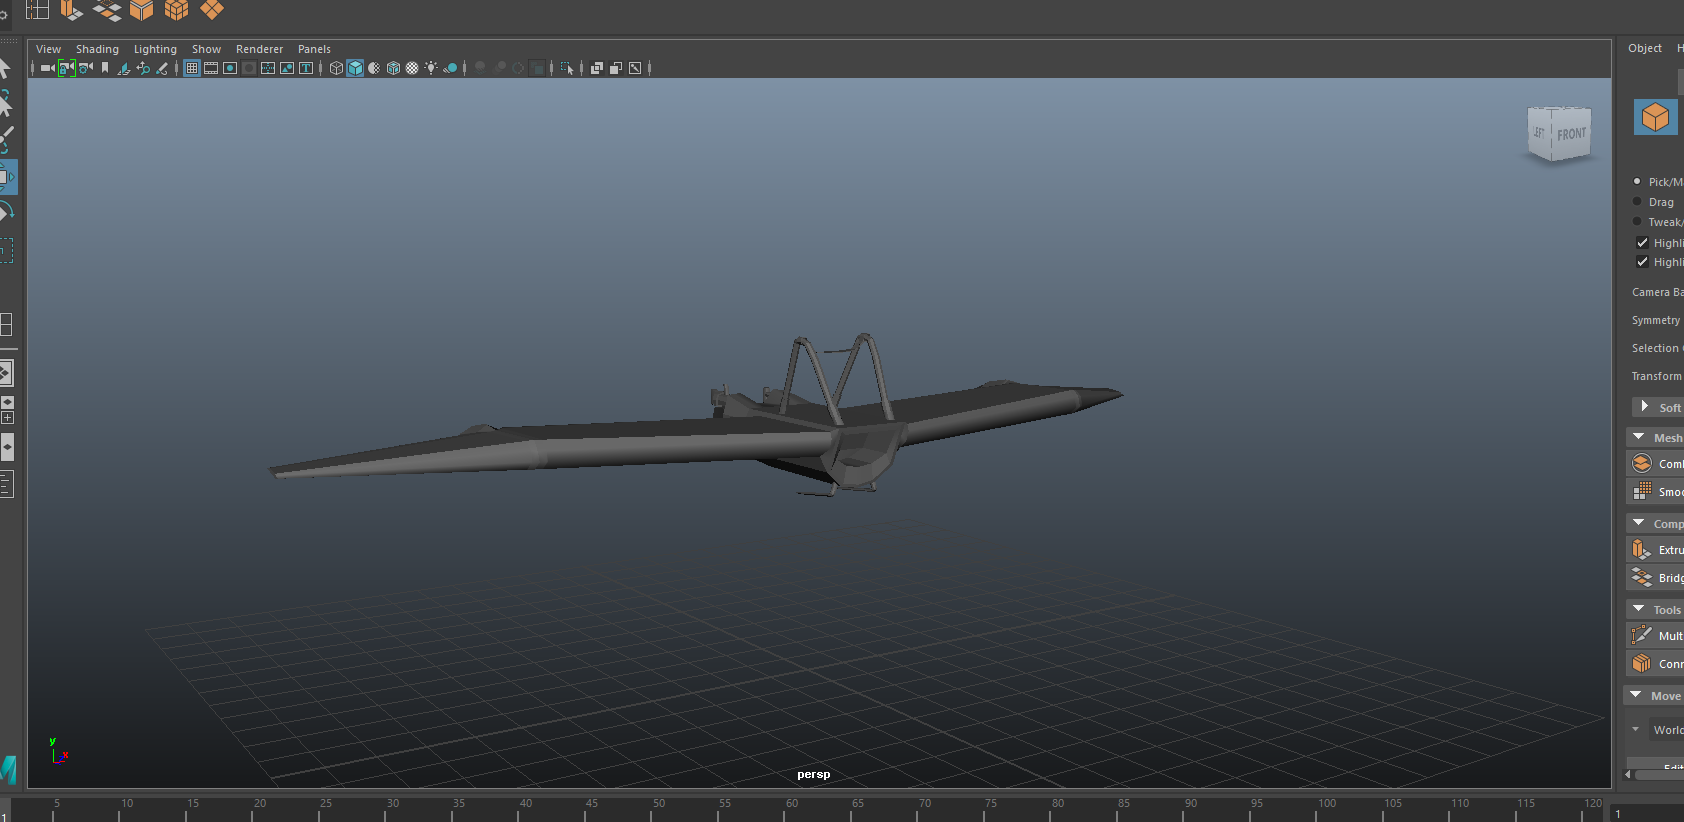 View Shading Lighting Show Renderer Panels
Object H
LEFT FRONT
Pick/M
Drag
Tweak/
Highli
Highli
Camera Ba
Symmetry
Selection
Transform
Soft
Mesh
Com
Smoo
Comp
Extru
Bridg
Tools
Mult
Conn
Move
World
Edit
y
x
persp
5 10 15 20 25 30 35 40 45 50 55 60 65 70 75 80 85 90 95 100 105 110 115 120
1 1